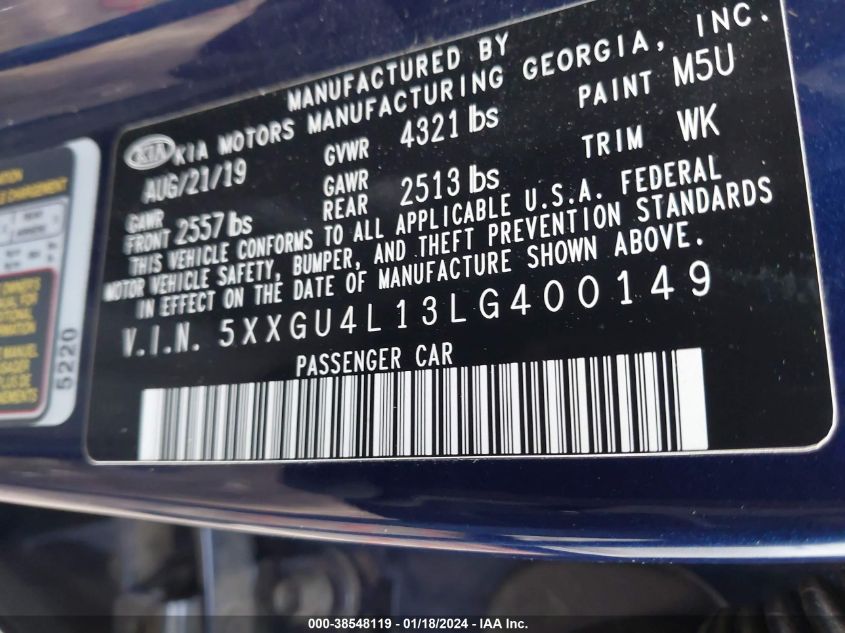 MANUFACTURED BY
KIA KIA MOTORS MANUFACTURING GEORGIA, INC.
AUG/21/19 GVWR 4321 lbs PAINT M5U
GAWR FRONT 2557 lbs GAWR REAR 2513 lbs TRIM WK
THIS VEHICLE CONFORMS TO ALL APPLICABLE U.S.A. FEDERAL
MOTOR VEHICLE SAFETY, BUMPER, AND THEFT PREVENTION STANDARDS
IN EFFECT ON THE DATE OF MANUFACTURE SHOWN ABOVE.
V.I.N. 5XXGU4L13LG400149
PASSENGER CAR
5220
000-38548119 - 01/18/2024 - IAA Inc.